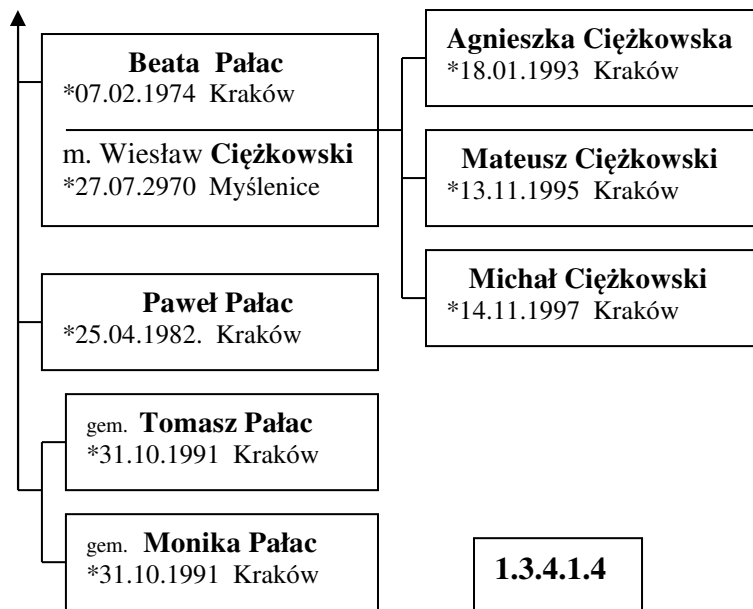 Beata Pałac
*07.02.1974 Kraków
m. Wiesław Ciężkowski
*27.07.2970 Myślenice
Agnieszka Ciężkowska
*18.01.1993 Kraków
Mateusz Ciężkowski
*13.11.1995 Kraków
Michał Ciężkowski
*14.11.1997 Kraków
Paweł Pałac
*25.04.1982. Kraków
gem. Tomasz Pałac
*31.10.1991 Kraków
gem. Monika Pałac
*31.10.1991 Kraków
1.3.4.1.4